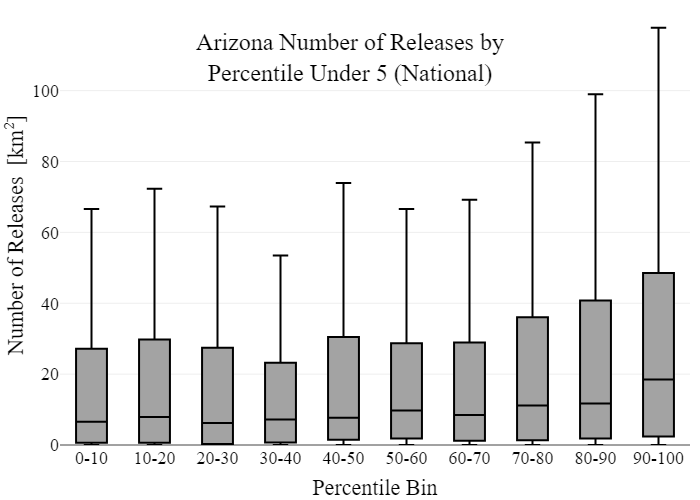 Arizona Number of Releases by
Percentile Under 5 (National)
Number of Releases [km²]
100
80
60
40
20
0
0-10 10-20 20-30 30-40 40-50 50-60 60-70 70-80 80-90 90-100
Percentile Bin